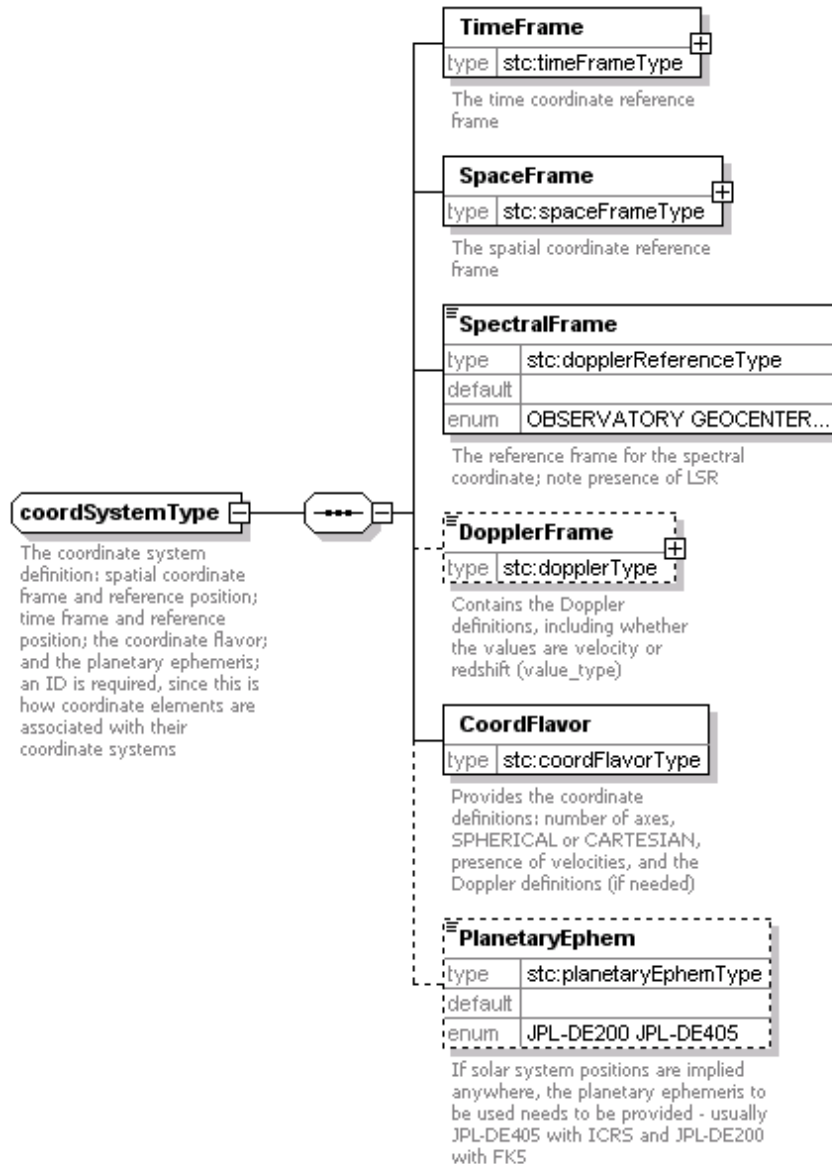 TimeFrame
type stc:timeFrameType
The time coordinate reference
frame
SpaceFrame
type stc:spaceFrameType
The spatial coordinate reference
frame
SpectralFrame
type stc:dopplerReferenceType
default
enum OBSERVATORY GEOCENTER...
The reference frame for the spectral
coordinate; note presence of LSR
coordSystemType
The coordinate system
definition: spatial coordinate
frame and reference position;
time frame and reference
position; the coordinate flavor;
and the planetary ephemeris;
an ID is required, since this is
how coordinate elements are
associated with their
coordinate systems
DopplerFrame
type stc:dopplerType
Contains the Doppler
definitions, including whether
the values are velocity or
redshift (value_type)
CoordFlavor
type stc:coordFlavorType
Provides the coordinate
definitions: number of axes,
SPHERICAL or CARTESIAN,
presence of velocities, and the
Doppler definitions (if needed)
PlanetaryEphem
type stc:planetaryEphemType
default
enum JPL-DE200 JPL-DE405
If solar system positions are implied
anywhere, the planetary ephemeris to
be used needs to be provided - usually
JPL-DE405 with ICRS and JPL-DE200
with FK5